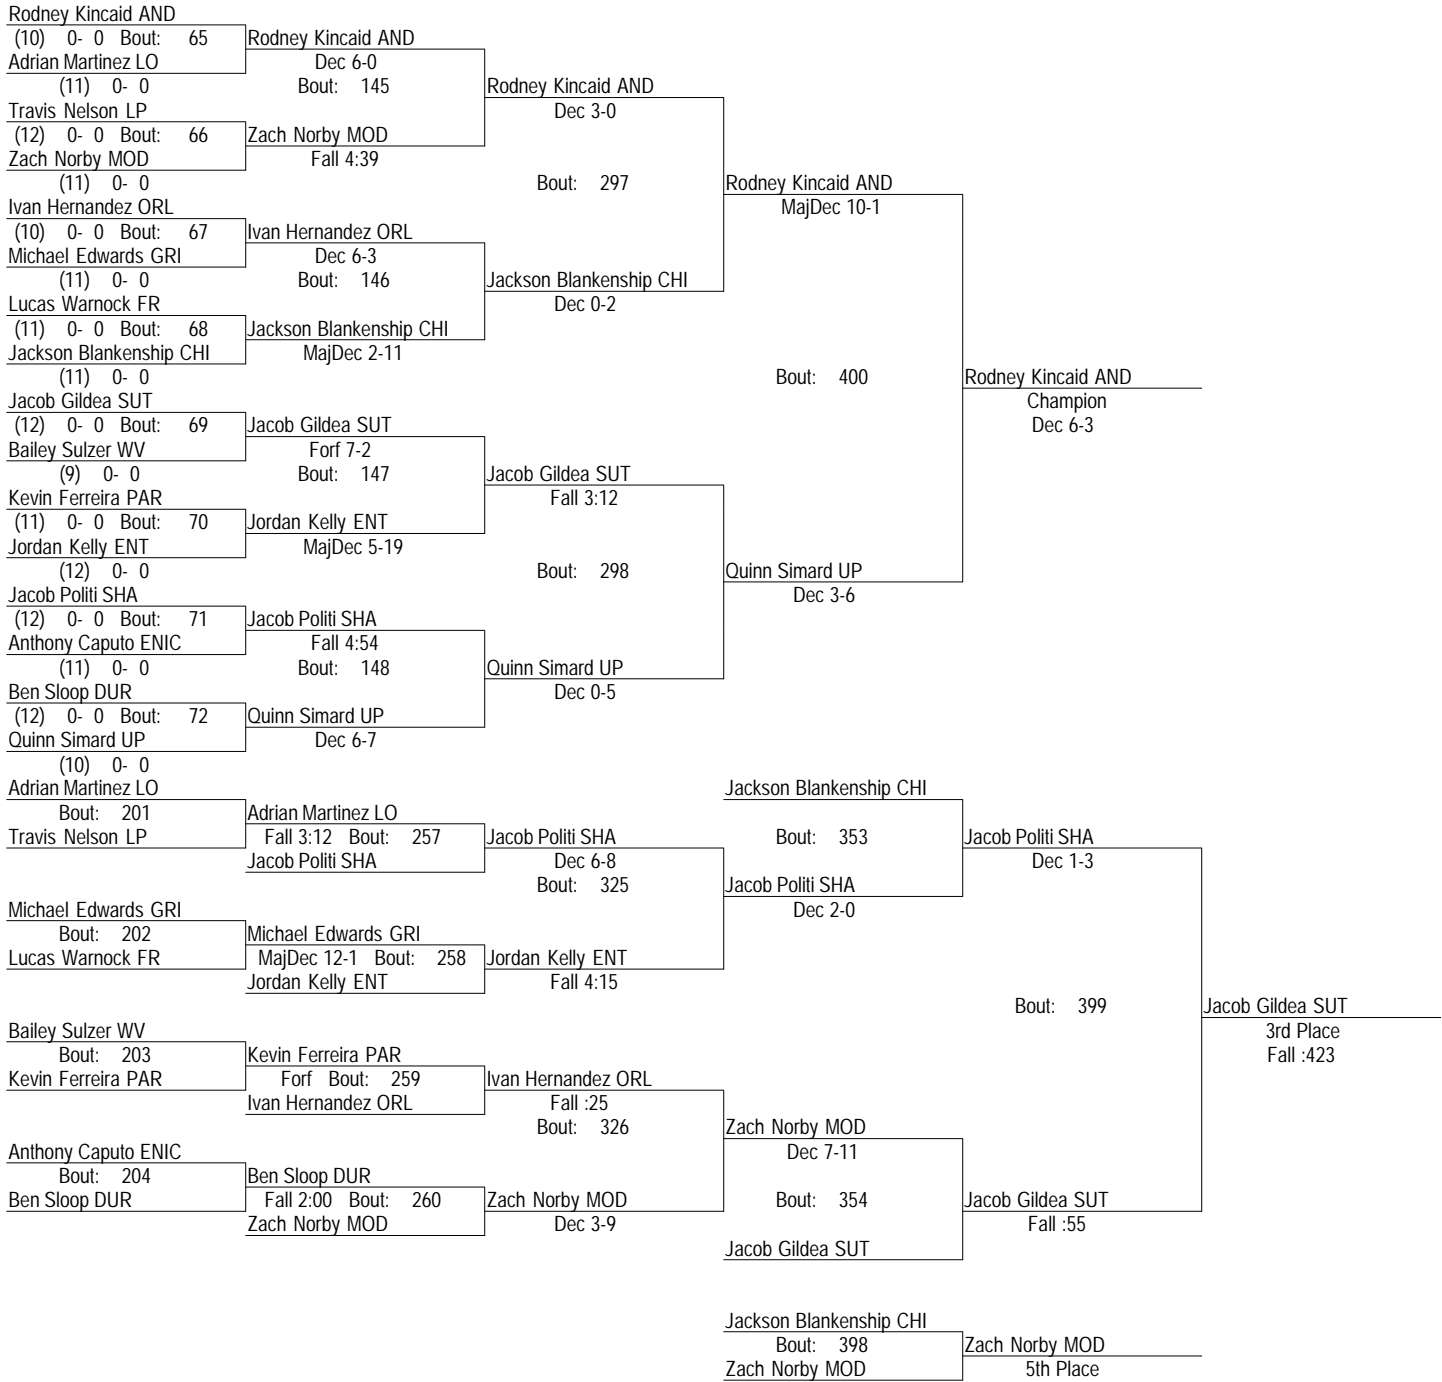 Rodney Kincaid AND
(10) 0- 0 Bout: 65 Rodney Kincaid AND
Adrian Martinez LO Dec 6-0
(11) 0- 0 Bout: 145 Rodney Kincaid AND
Travis Nelson LP Dec 3-0
(12) 0- 0 Bout: 66 Zach Norby MOD
Zach Norby MOD Fall 4:39
(11) 0- 0 Bout: 297 Rodney Kincaid AND
Ivan Hernandez ORL MajDec 10-1
(10) 0- 0 Bout: 67 Ivan Hernandez ORL
Michael Edwards GRI Dec 6-3
(11) 0- 0 Bout: 146 Jackson Blankenship CHI
Lucas Warnock FR Dec 0-2
(11) 0- 0 Bout: 68 Jackson Blankenship CHI
Jackson Blankenship CHI MajDec 2-11
(11) 0- 0 Bout: 400 Rodney Kincaid AND
Jacob Gildea SUT Champion
(12) 0- 0 Bout: 69 Jacob Gildea SUT Dec 6-3
Bailey Sulzer WV Forf 7-2
(9) 0- 0 Bout: 147 Jacob Gildea SUT
Kevin Ferreira PAR Fall 3:12
(11) 0- 0 Bout: 70 Jordan Kelly ENT
Jordan Kelly ENT MajDec 5-19
(12) 0- 0 Bout: 298 Quinn Simard UP
Jacob Politi SHA Dec 3-6
(12) 0- 0 Bout: 71 Jacob Politi SHA
Anthony Caputo ENIC Fall 4:54
(11) 0- 0 Bout: 148 Quinn Simard UP
Ben Sloop DUR Dec 0-5
(12) 0- 0 Bout: 72 Quinn Simard UP
Quinn Simard UP Dec 6-7
(10) 0- 0
Adrian Martinez LO Jackson Blankenship CHI
Bout: 201 Adrian Martinez LO
Travis Nelson LP Fall 3:12 Bout: 257 Jacob Politi SHA Bout: 353 Jacob Politi SHA
Jacob Politi SHA Dec 6-8 Dec 1-3
Bout: 325 Jacob Politi SHA
Michael Edwards GRI Dec 2-0
Bout: 202 Michael Edwards GRI
Lucas Warnock FR MajDec 12-1 Bout: 258 Jordan Kelly ENT
Jordan Kelly ENT Fall 4:15
Bout: 399 Jacob Gildea SUT
Bailey Sulzer WV 3rd Place
Bout: 203 Kevin Ferreira PAR Fall :423
Kevin Ferreira PAR Forf Bout: 259 Ivan Hernandez ORL
Ivan Hernandez ORL Fall :25
Bout: 326 Zach Norby MOD
Anthony Caputo ENIC Dec 7-11
Bout: 204 Ben Sloop DUR
Ben Sloop DUR Fall 2:00 Bout: 260 Zach Norby MOD Bout: 354 Jacob Gildea SUT
Zach Norby MOD Dec 3-9 Fall :55
Jacob Gildea SUT
Jackson Blankenship CHI
Bout: 398 Zach Norby MOD
Zach Norby MOD 5th Place